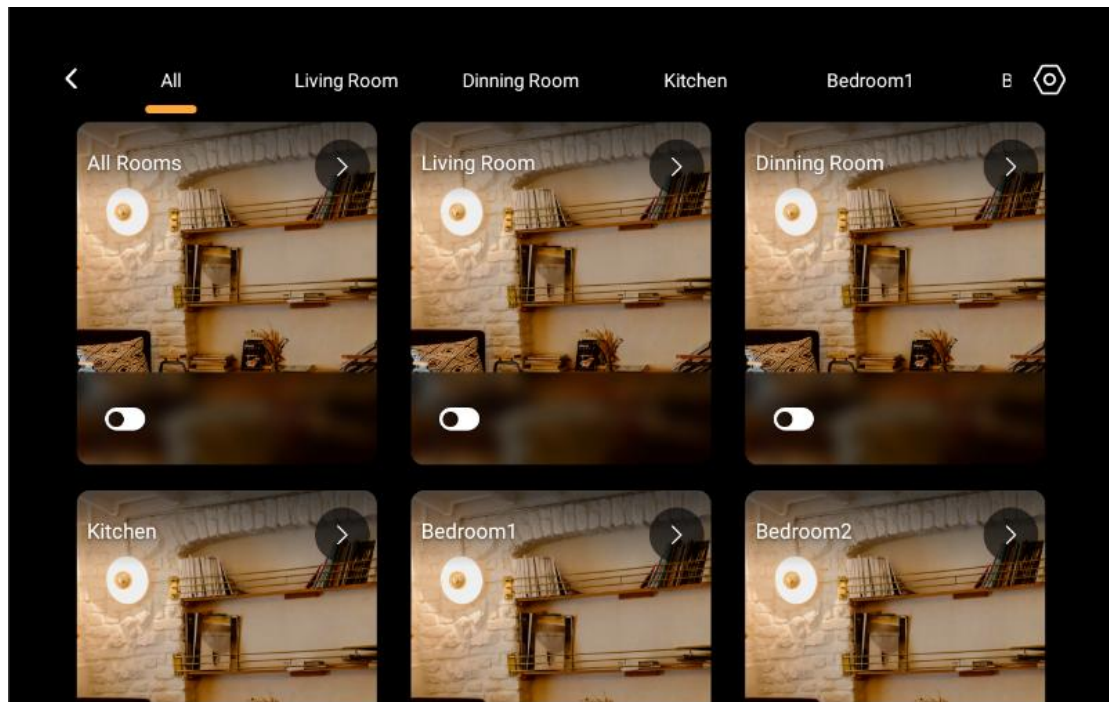 All Living Room Dinning Room Kitchen Bedroom1 B
All Rooms
Living Room
Dinning Room
Kitchen
Bedroom1
Bedroom2